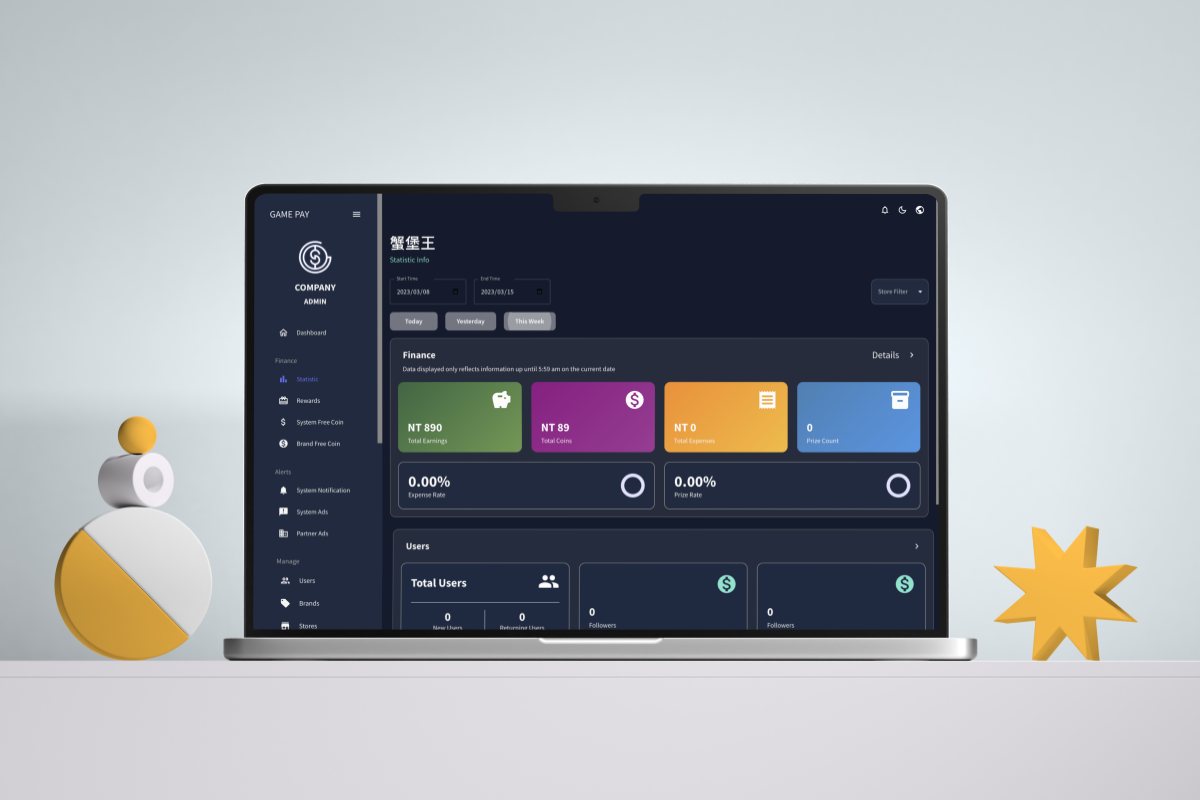 GAME PAY
COMPANY
ADMIN
Dashboard
Finance
Statistic
Rewards
System Free Coin
Brand Free Coin
Alerts
System Notification
System Ads
Partner Ads
Manage
Users
Brands
Stores
蟹堡王
Statistic Info
Start Time
2023/03/08
End Time
2023/03/15
Store Filter
Today
Yesterday
This Week
Finance
Details
Data displayed only reflects information up until 5:59 am on the current date
NT 890
Total Earnings
NT 89
Total Coins
NT 0
Total Expenses
0
Prize Count
0.00%
Expense Rate
0.00%
Prize Rate
Users
Total Users
0
New Users
0
Returning Users
0
Followers
0
Followers